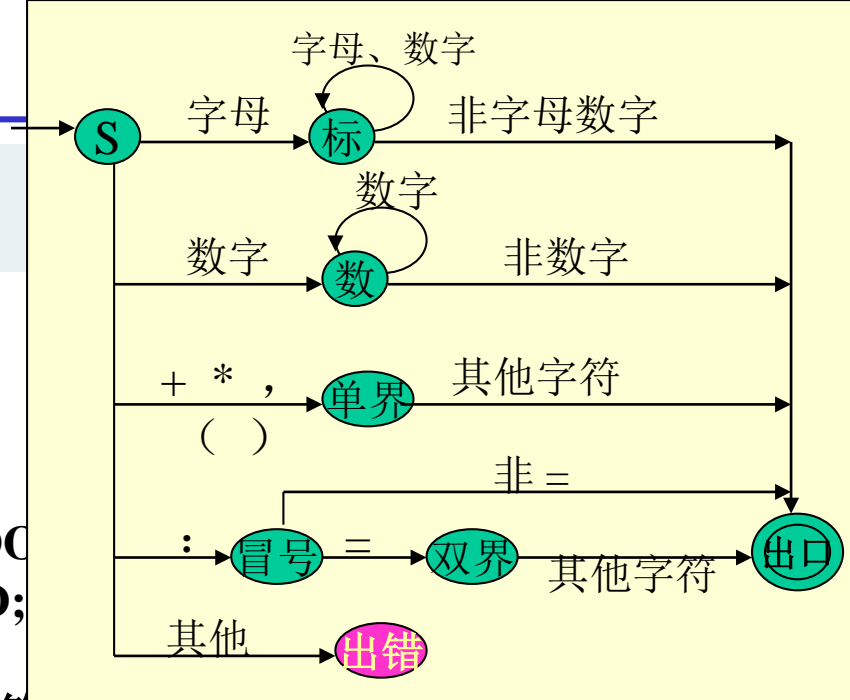 字母、数字
S 字母 标 非字母数字
数字
数字 数 非数字
+ * , 单界 其他字符
( )
非 =
: 冒号 = 双界 其他字符 出口
其他 出错